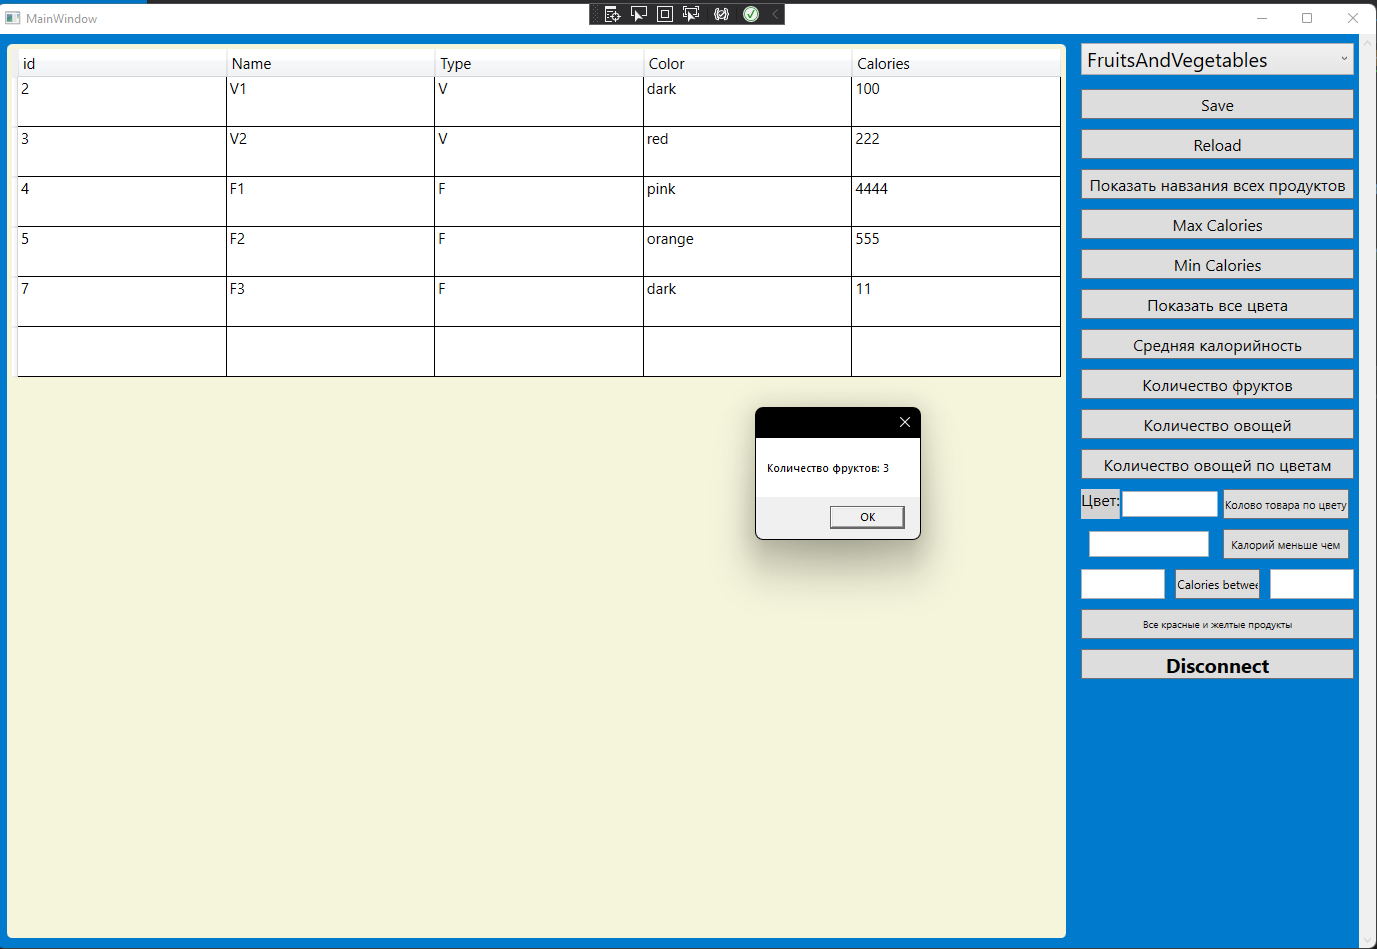 MainWindow
id Name Type Color Calories
2 V1 V dark 100
3 V2 V red 222
4 F1 F pink 4444
5 F2 F orange 555
7 F3 F dark 11
Количество фруктов: 3
OK
FruitsAndVegetables
Save
Reload
Показать навзания всех продуктов
Max Calories
Min Calories
Показать все цвета
Средняя калорийность
Количество фруктов
Количество овощей
Количество овощей по цветам
Цвет: Колово товара по цвету
Калорий меньше чем
Calories betwee
Все красные и желтые продукты
Disconnect